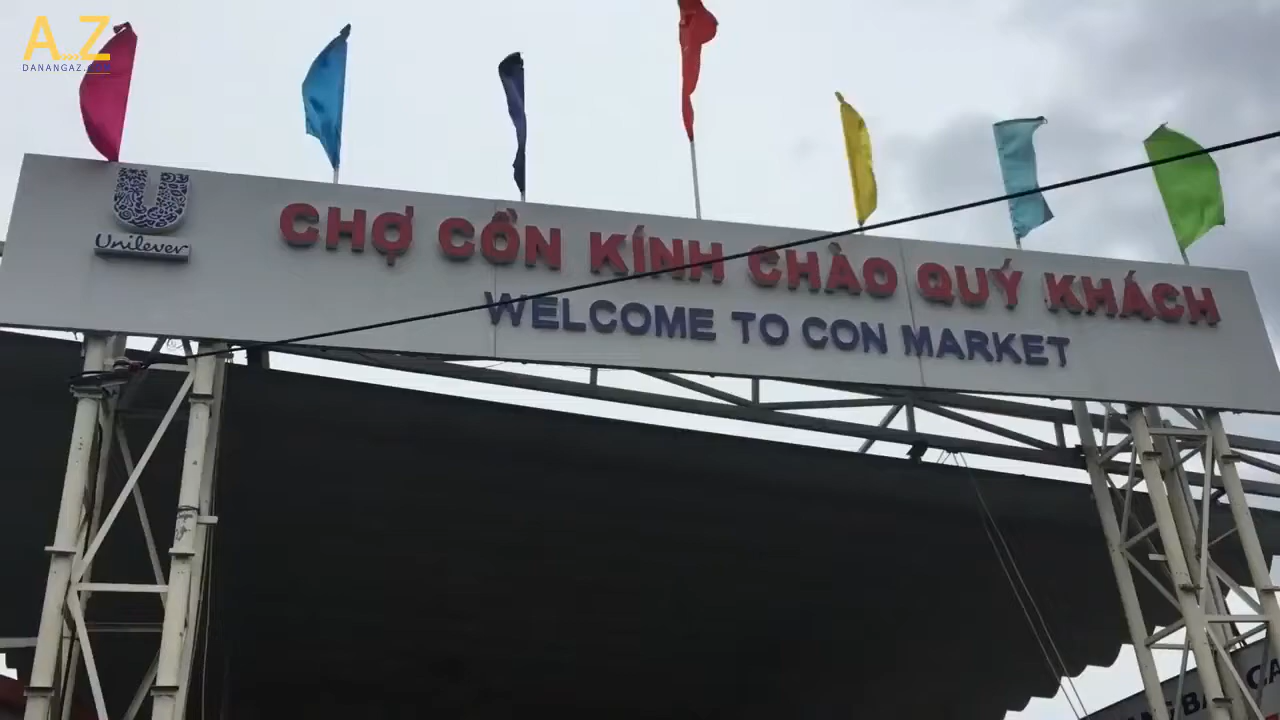 A...Z
DANANGAZ.
Unilever
CHỢ CỒN KÍNH CHÀO QUÝ KHÁCH
WELCOME TO CON MARKET